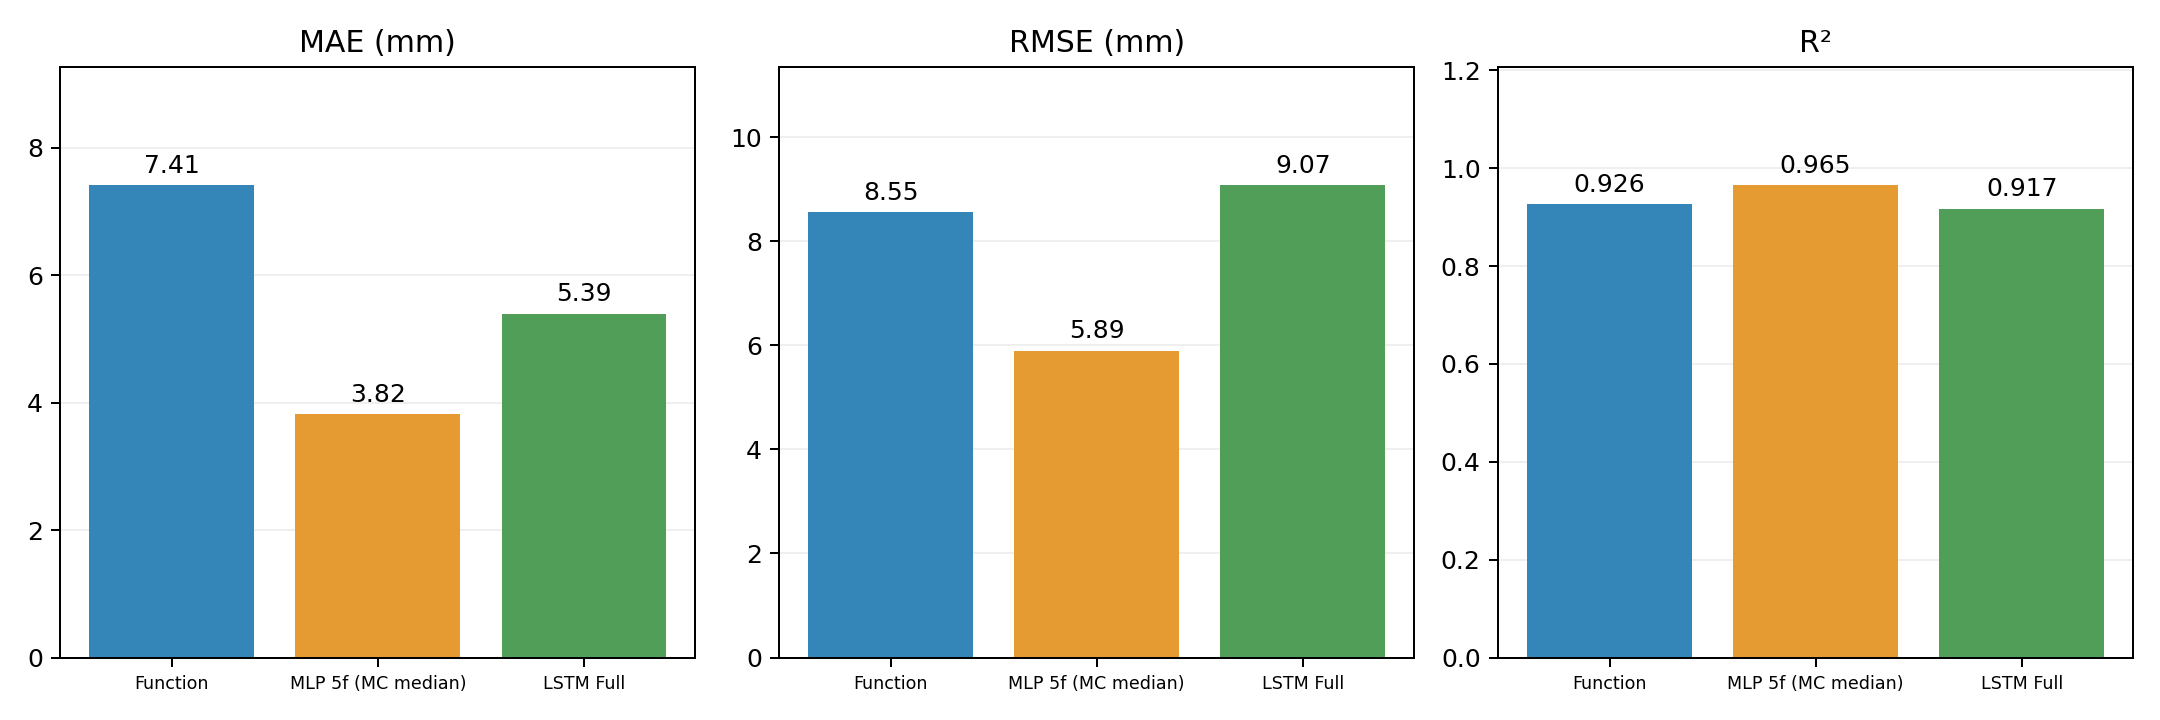 MAE (mm)
8
6
4
2
0
7.41
3.82
5.39
Function
MLP 5f (MC median)
LSTM Full
RMSE (mm)
10
8
6
4
2
0
8.55
5.89
9.07
Function
MLP 5f (MC median)
LSTM Full
R²
1.2
1.0
0.8
0.6
0.4
0.2
0.0
0.926
0.965
0.917
Function
MLP 5f (MC median)
LSTM Full